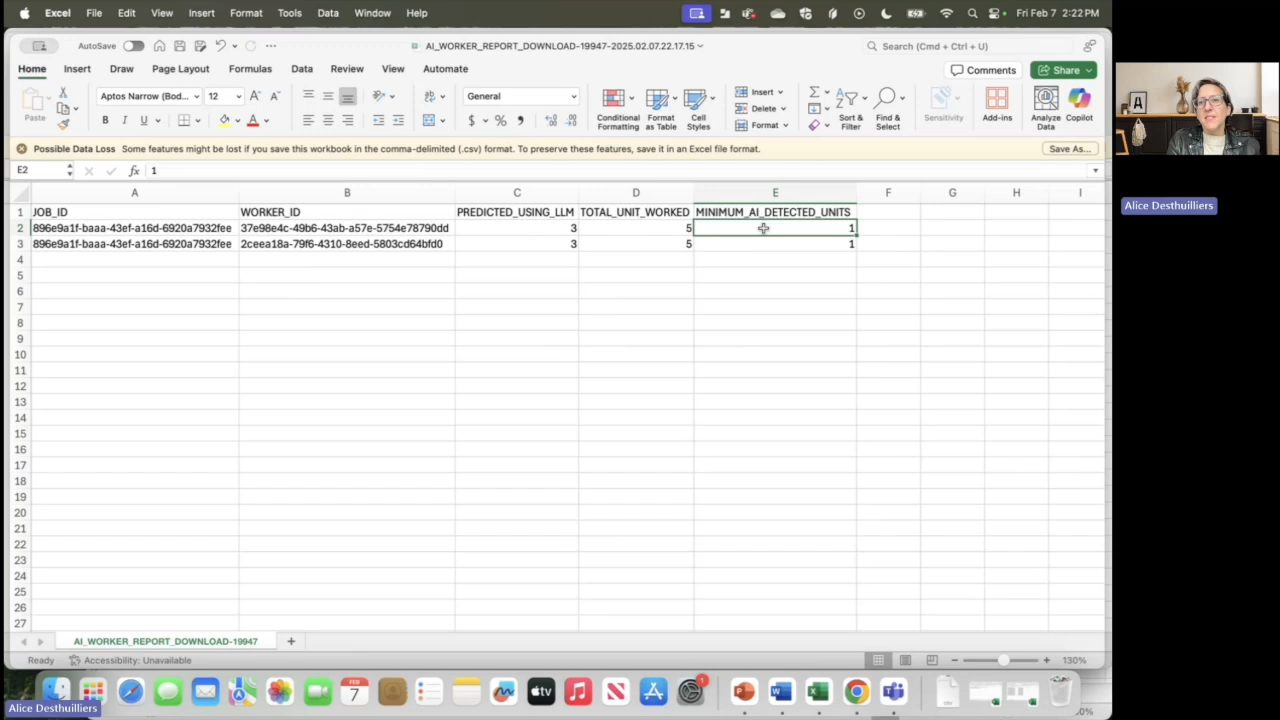 Excel File Edit View Insert Format Tools Data Window Help Fri Feb 7 2:22 PM
AutoSave AI_WORKER_REPORT_DOWNLOAD-19947-2025.02.07.22.17.15 Search (Cmd + Ctrl + U)
Home Insert Draw Page Layout Formulas Data Review View Automate Comments Share
Paste Aptos Narrow (Bod... 12 General Insert
B I U Delete
Format
Conditional Formatting Format as Table Cell Styles Sort & Filter Find & Select Sensitivity Add-ins Analyze Data Copilot
Possible Data Loss Some features might be lost if you save this workbook in the comma-delimited (.csv) format. To preserve these features, save it in an Excel file format. Save As...
E2 fx 1
A B C D E F G H I
1 JOB_ID WORKER_ID PREDICTED_USING_LLM TOTAL_UNIT_WORKED MINIMUM_AI_DETECTED_UNITS
2 896e9a1f-baaa-43ef-a16d-6920a7932fee 37e98e4c-49b6-43ab-a57e-5754e78790dd 3 5 1
3 896e9a1f-baaa-43ef-a16d-6920a7932fee 2ceea18a-79f6-4310-8eed-5803cd64bfd0 3 5 1
4
5
6
7
8
9
10
11
12
13
14
15
16
17
18
19
20
21
22
23
24
25
26
27
AI_WORKER_REPORT_DOWNLOAD-19947
Ready Accessibility: Unavailable 130%
FEB
7
tv
1
Alice Desthuilliers
A
Alice Desthuilliers